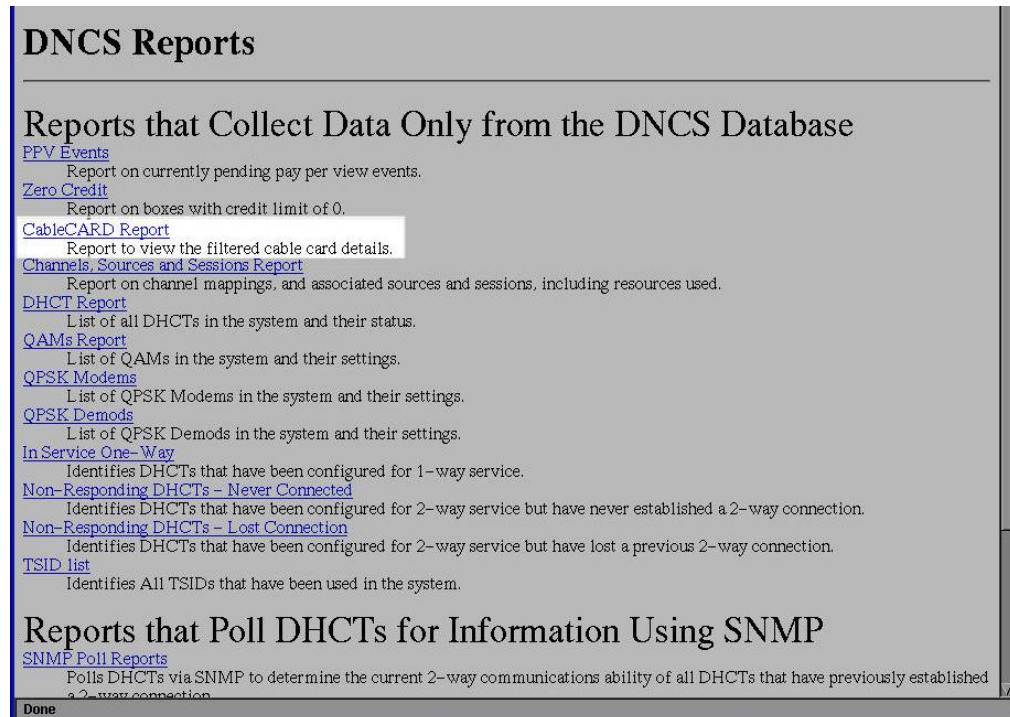 DNCS Reports
Reports that Collect Data Only from the DNCS Database
PPV Events
Report on currently pending pay per view events.
Zero Credit
Report on boxes with credit limit of 0.
CableCARD Report
Report to view the filtered cable card details.
Channels, Sources and Sessions Report
Report on channel mappings, and associated sources and sessions, including resources used.
DHCT Report
List of all DHCTs in the system and their status.
QAMs Report
List of QAMs in the system and their settings.
QPSK Modems
List of QPSK Modems in the system and their settings.
QPSK Demods
List of QPSK Demods in the system and their settings.
In Service One-Way
Identifies DHCTs that have been configured for 1-way service.
Non-Responding DHCTs - Never Connected
Identifies DHCTs that have been configured for 2-way service but have never established a 2-way connection.
Non-Responding DHCTs - Lost Connection
Identifies DHCTs that have been configured for 2-way service but have lost a previous 2-way connection.
TSID list
Identifies All TSIDs that have been used in the system.
Reports that Poll DHCTs for Information Using SNMP
SNMP Poll Reports
Polls DHCTs via SNMP to determine the current 2-way communications ability of all DHCTs that have previously established
a 2-way connection
Done